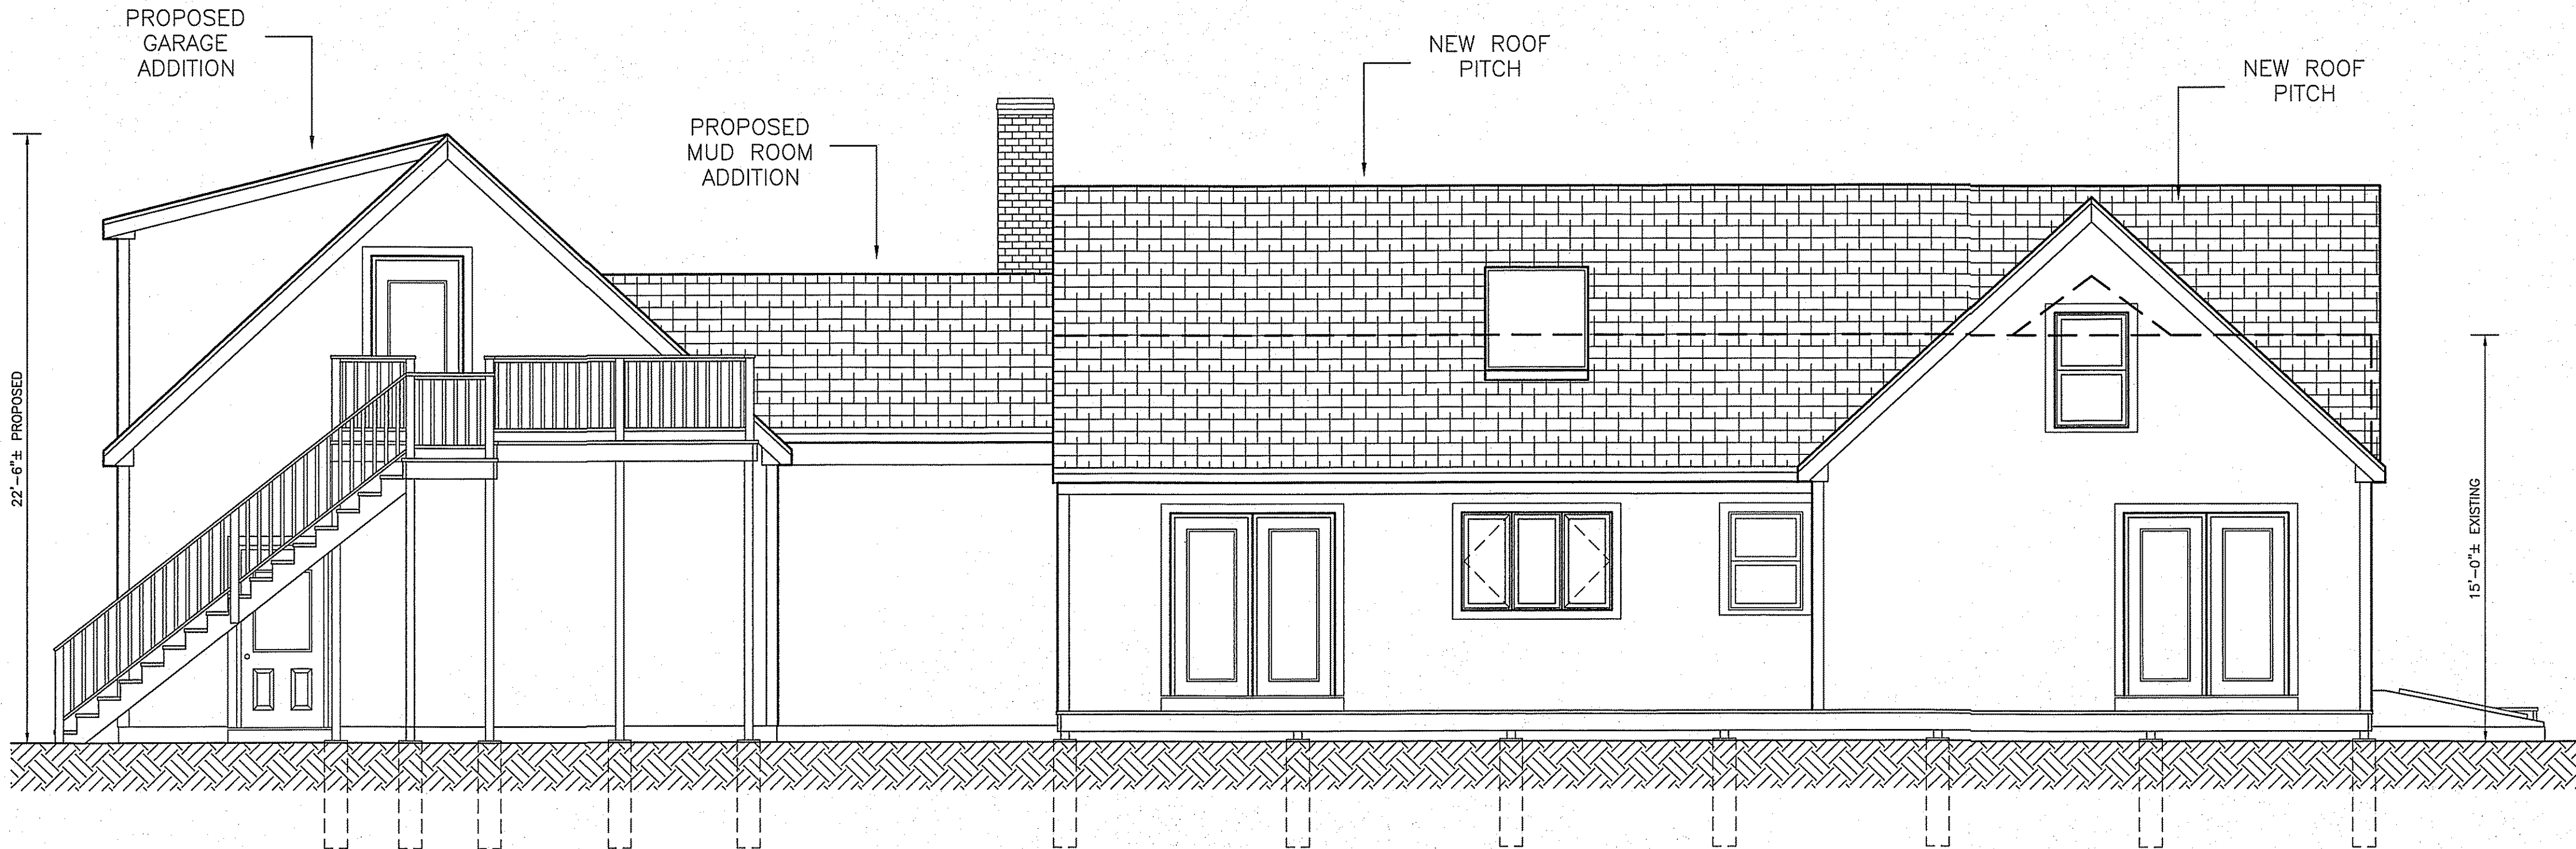 PROPOSED
GARAGE
ADDITION
PROPOSED
MUD ROOM
ADDITION
NEW ROOF
PITCH
NEW ROOF
PITCH
22'-6"± PROPOSED
15'-0"± EXISTING